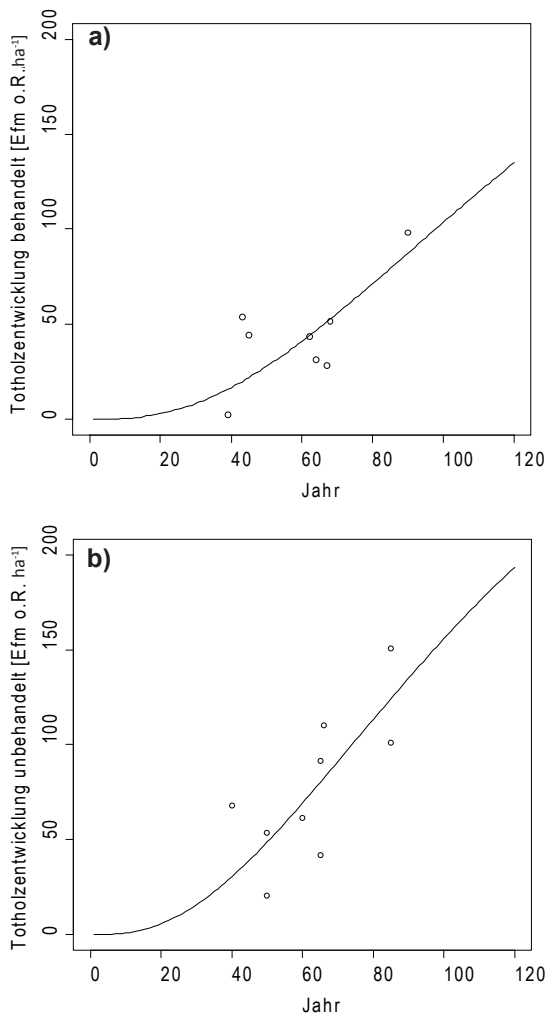 a)
Totholzentwicklung behandelt [Efm o.R..ha⁻¹]
200
150
100
50
0
0 20 40 60 80 100 120
Jahr
b)
Totholzentwicklung unbehandelt [Efm o.R. ha⁻¹]
200
150
100
50
0
0 20 40 60 80 100 120
Jahr